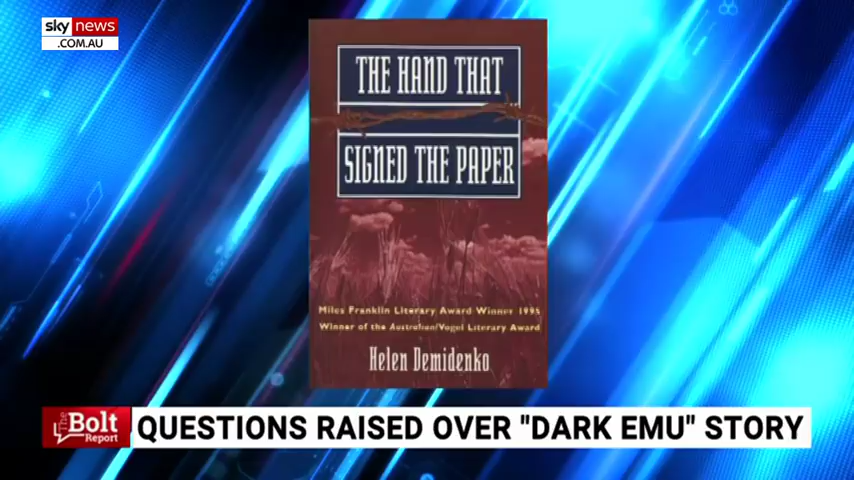 sky news
.COM.AU
THE HAND THAT
SIGNED THE PAPER
Miles Franklin Literary Award Winner 1995
Winner of the Australian/Vogel Literary Award
Helen Demidenko
The Bolt Report
QUESTIONS RAISED OVER "DARK EMU" STORY